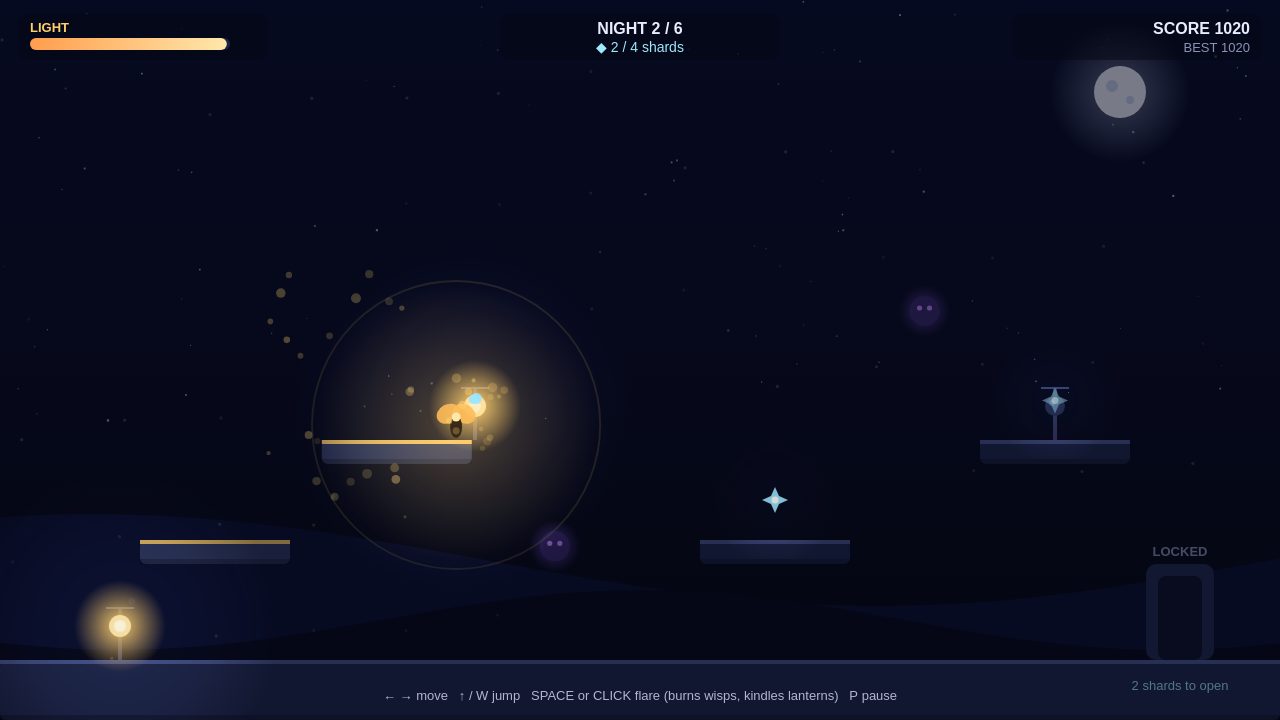 LIGHT
NIGHT 2 / 6
◆ 2 / 4 shards
SCORE 1020
BEST 1020
LOCKED
2 shards to open
← → move   ↑ / W jump   SPACE or CLICK flare (burns wisps, kindles lanterns)   P pause